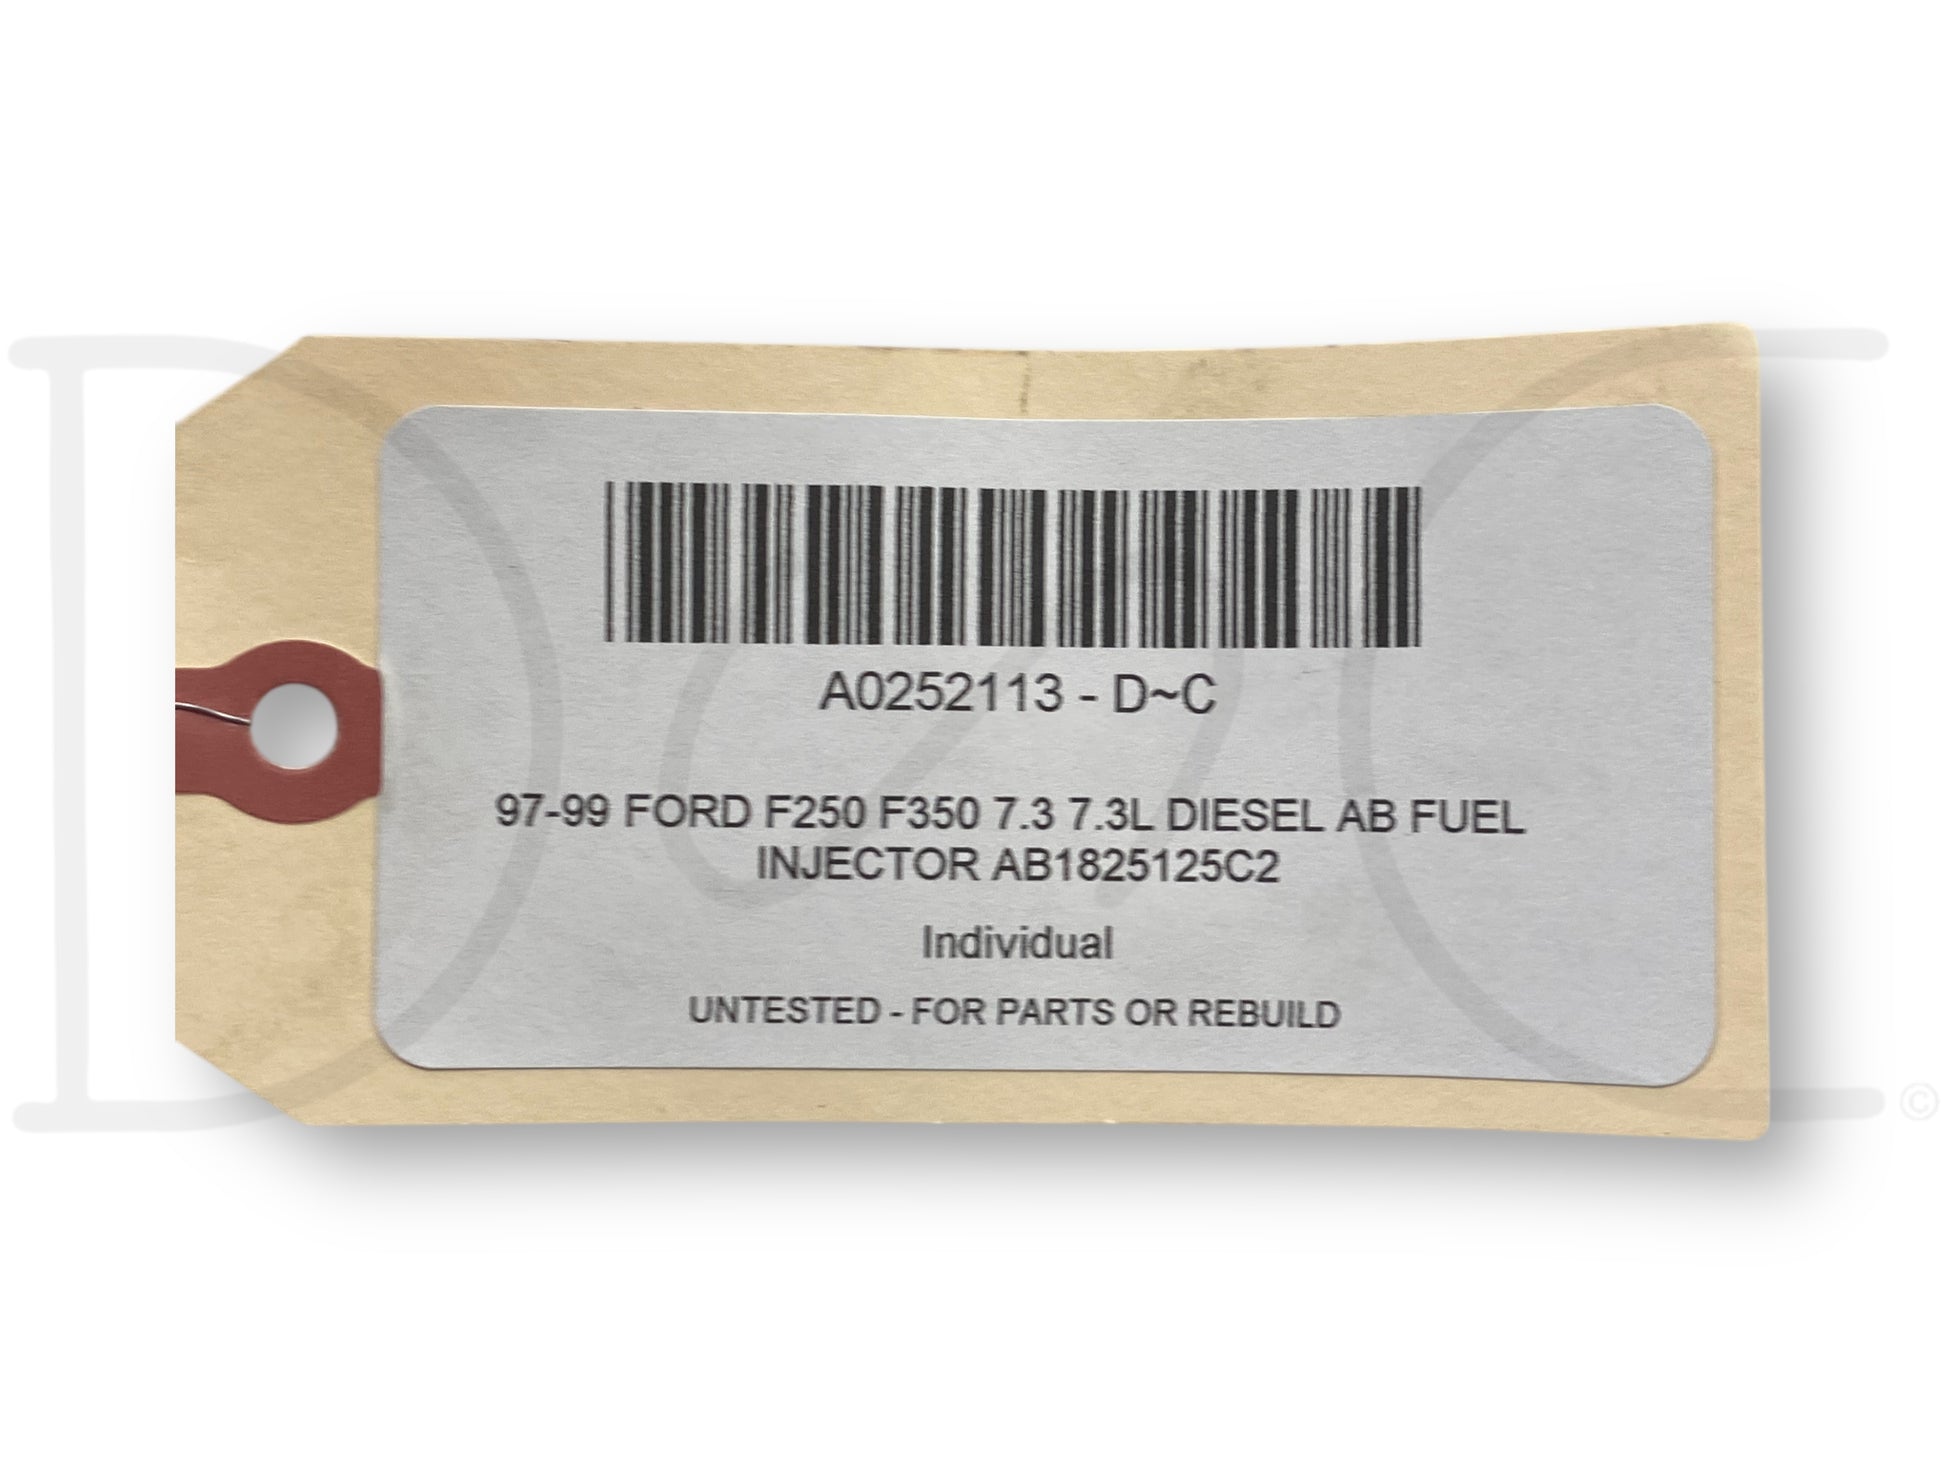 A0252113 - D~C
97-99 FORD F250 F350 7.3 7.3L DIESEL AB FUEL
INJECTOR AB1825125C2
Individual
UNTESTED - FOR PARTS OR REBUILD
©